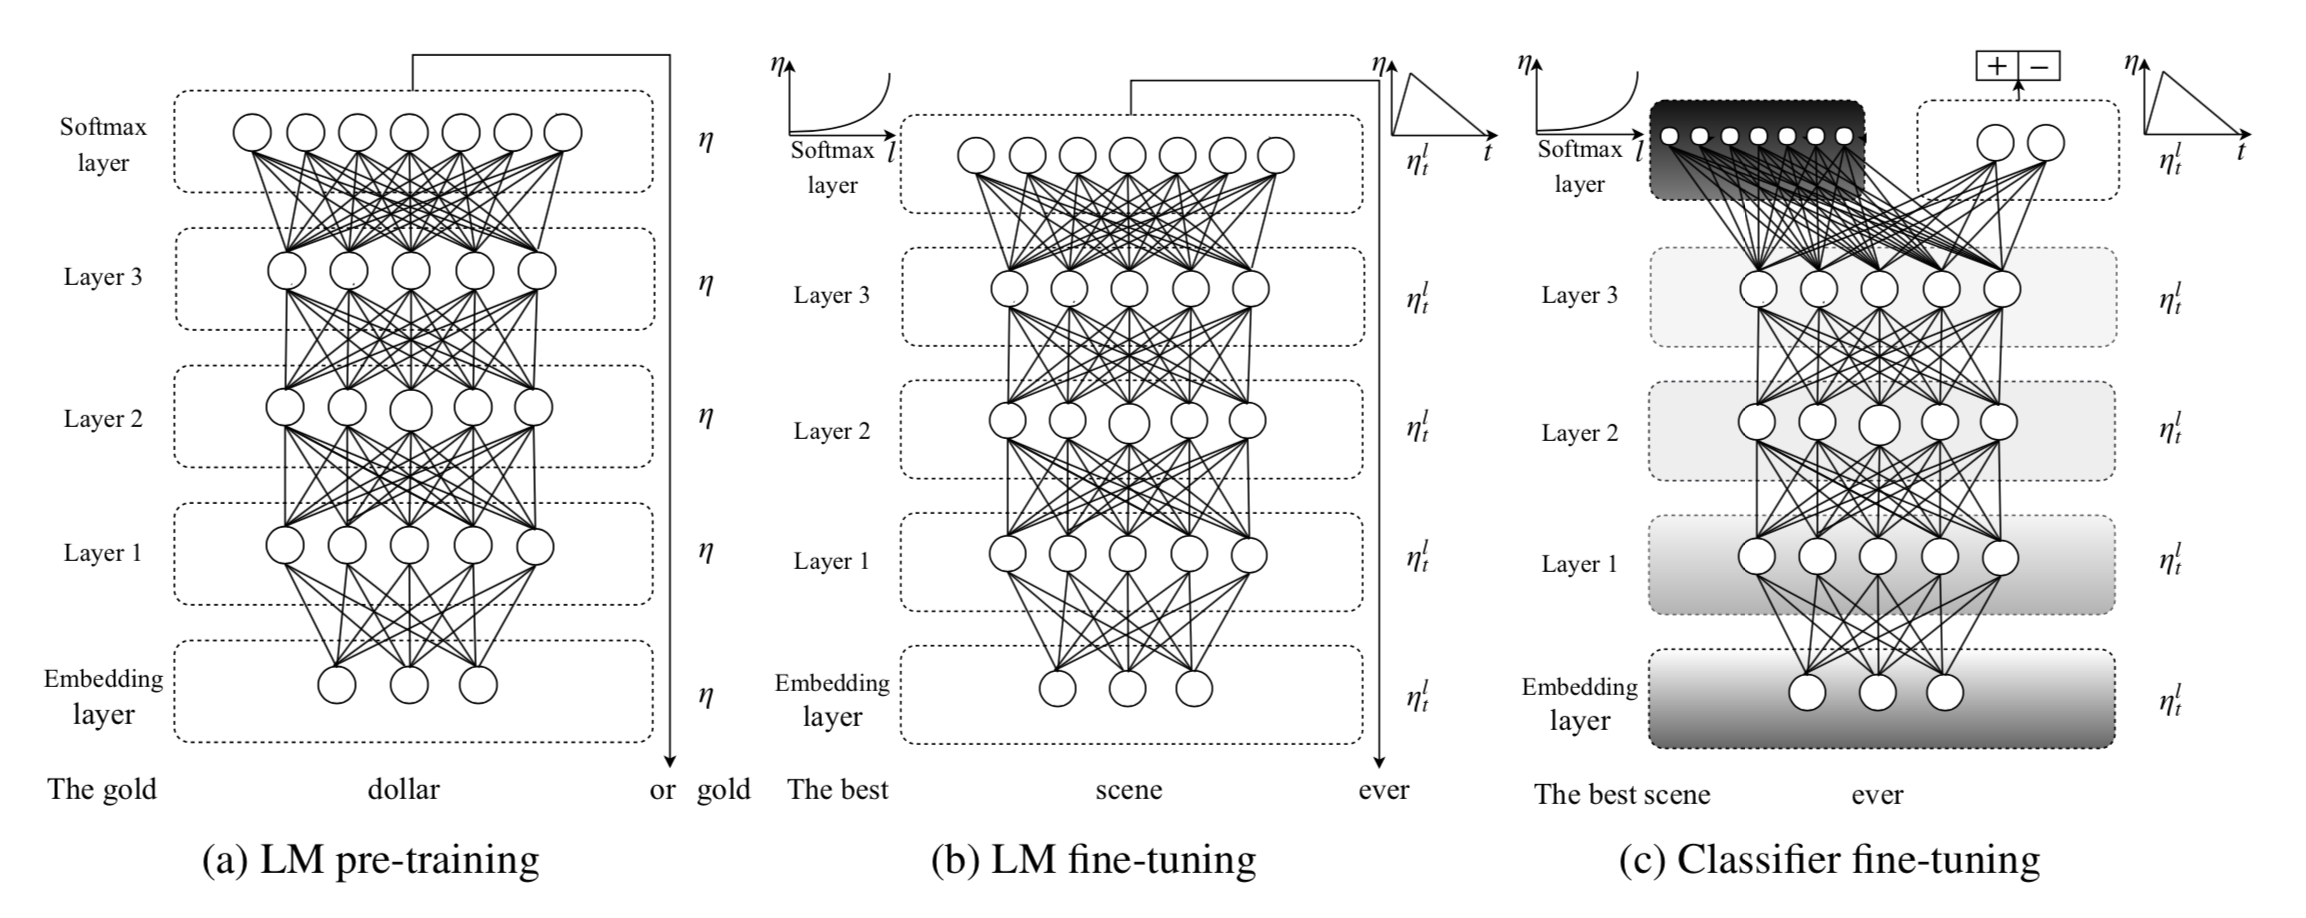 Softmax
layer
η
Layer 3
η
Layer 2
η
Layer 1
η
Embedding
layer
η
The gold dollar or gold
(a) LM pre-training
η
l
η
t
Softmax
layer
η_t^l
Layer 3
η_t^l
Layer 2
η_t^l
Layer 1
η_t^l
Embedding
layer
η_t^l
The best scene ever
(b) LM fine-tuning
η
l
+ −
η
t
Softmax
layer
η_t^l
Layer 3
η_t^l
Layer 2
η_t^l
Layer 1
η_t^l
Embedding
layer
η_t^l
The best scene ever
(c) Classifier fine-tuning